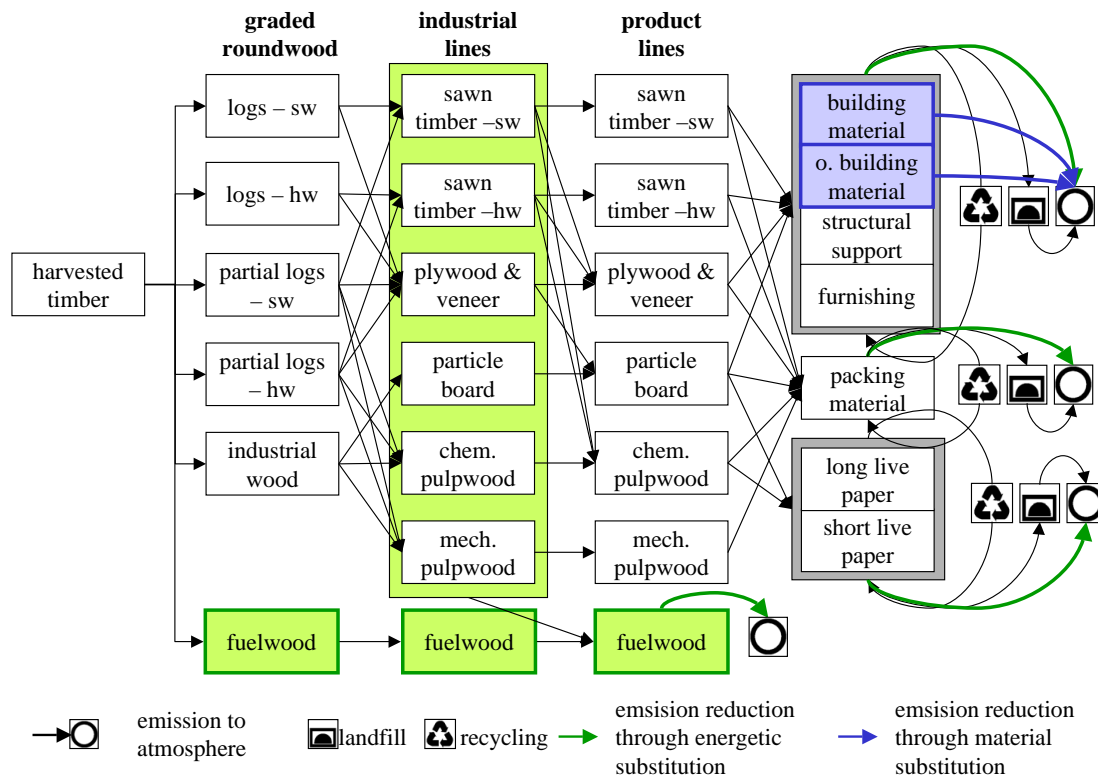 graded
roundwood
industrial
lines
product
lines
harvested
timber
logs – sw
logs – hw
partial logs
– sw
partial logs
– hw
industrial
wood
fuelwood
sawn
timber –sw
sawn
timber –hw
plywood &
veneer
particle
board
chem.
pulpwood
mech.
pulpwood
fuelwood
sawn
timber –sw
sawn
timber –hw
plywood &
veneer
particle
board
chem.
pulpwood
mech.
pulpwood
fuelwood
building
material
o. building
material
structural
support
furnishing
packing
material
long live
paper
short live
paper
emission to
atmosphere
landfill
recycling
emsision reduction
through energetic
substitution
emsision reduction
through material
substitution